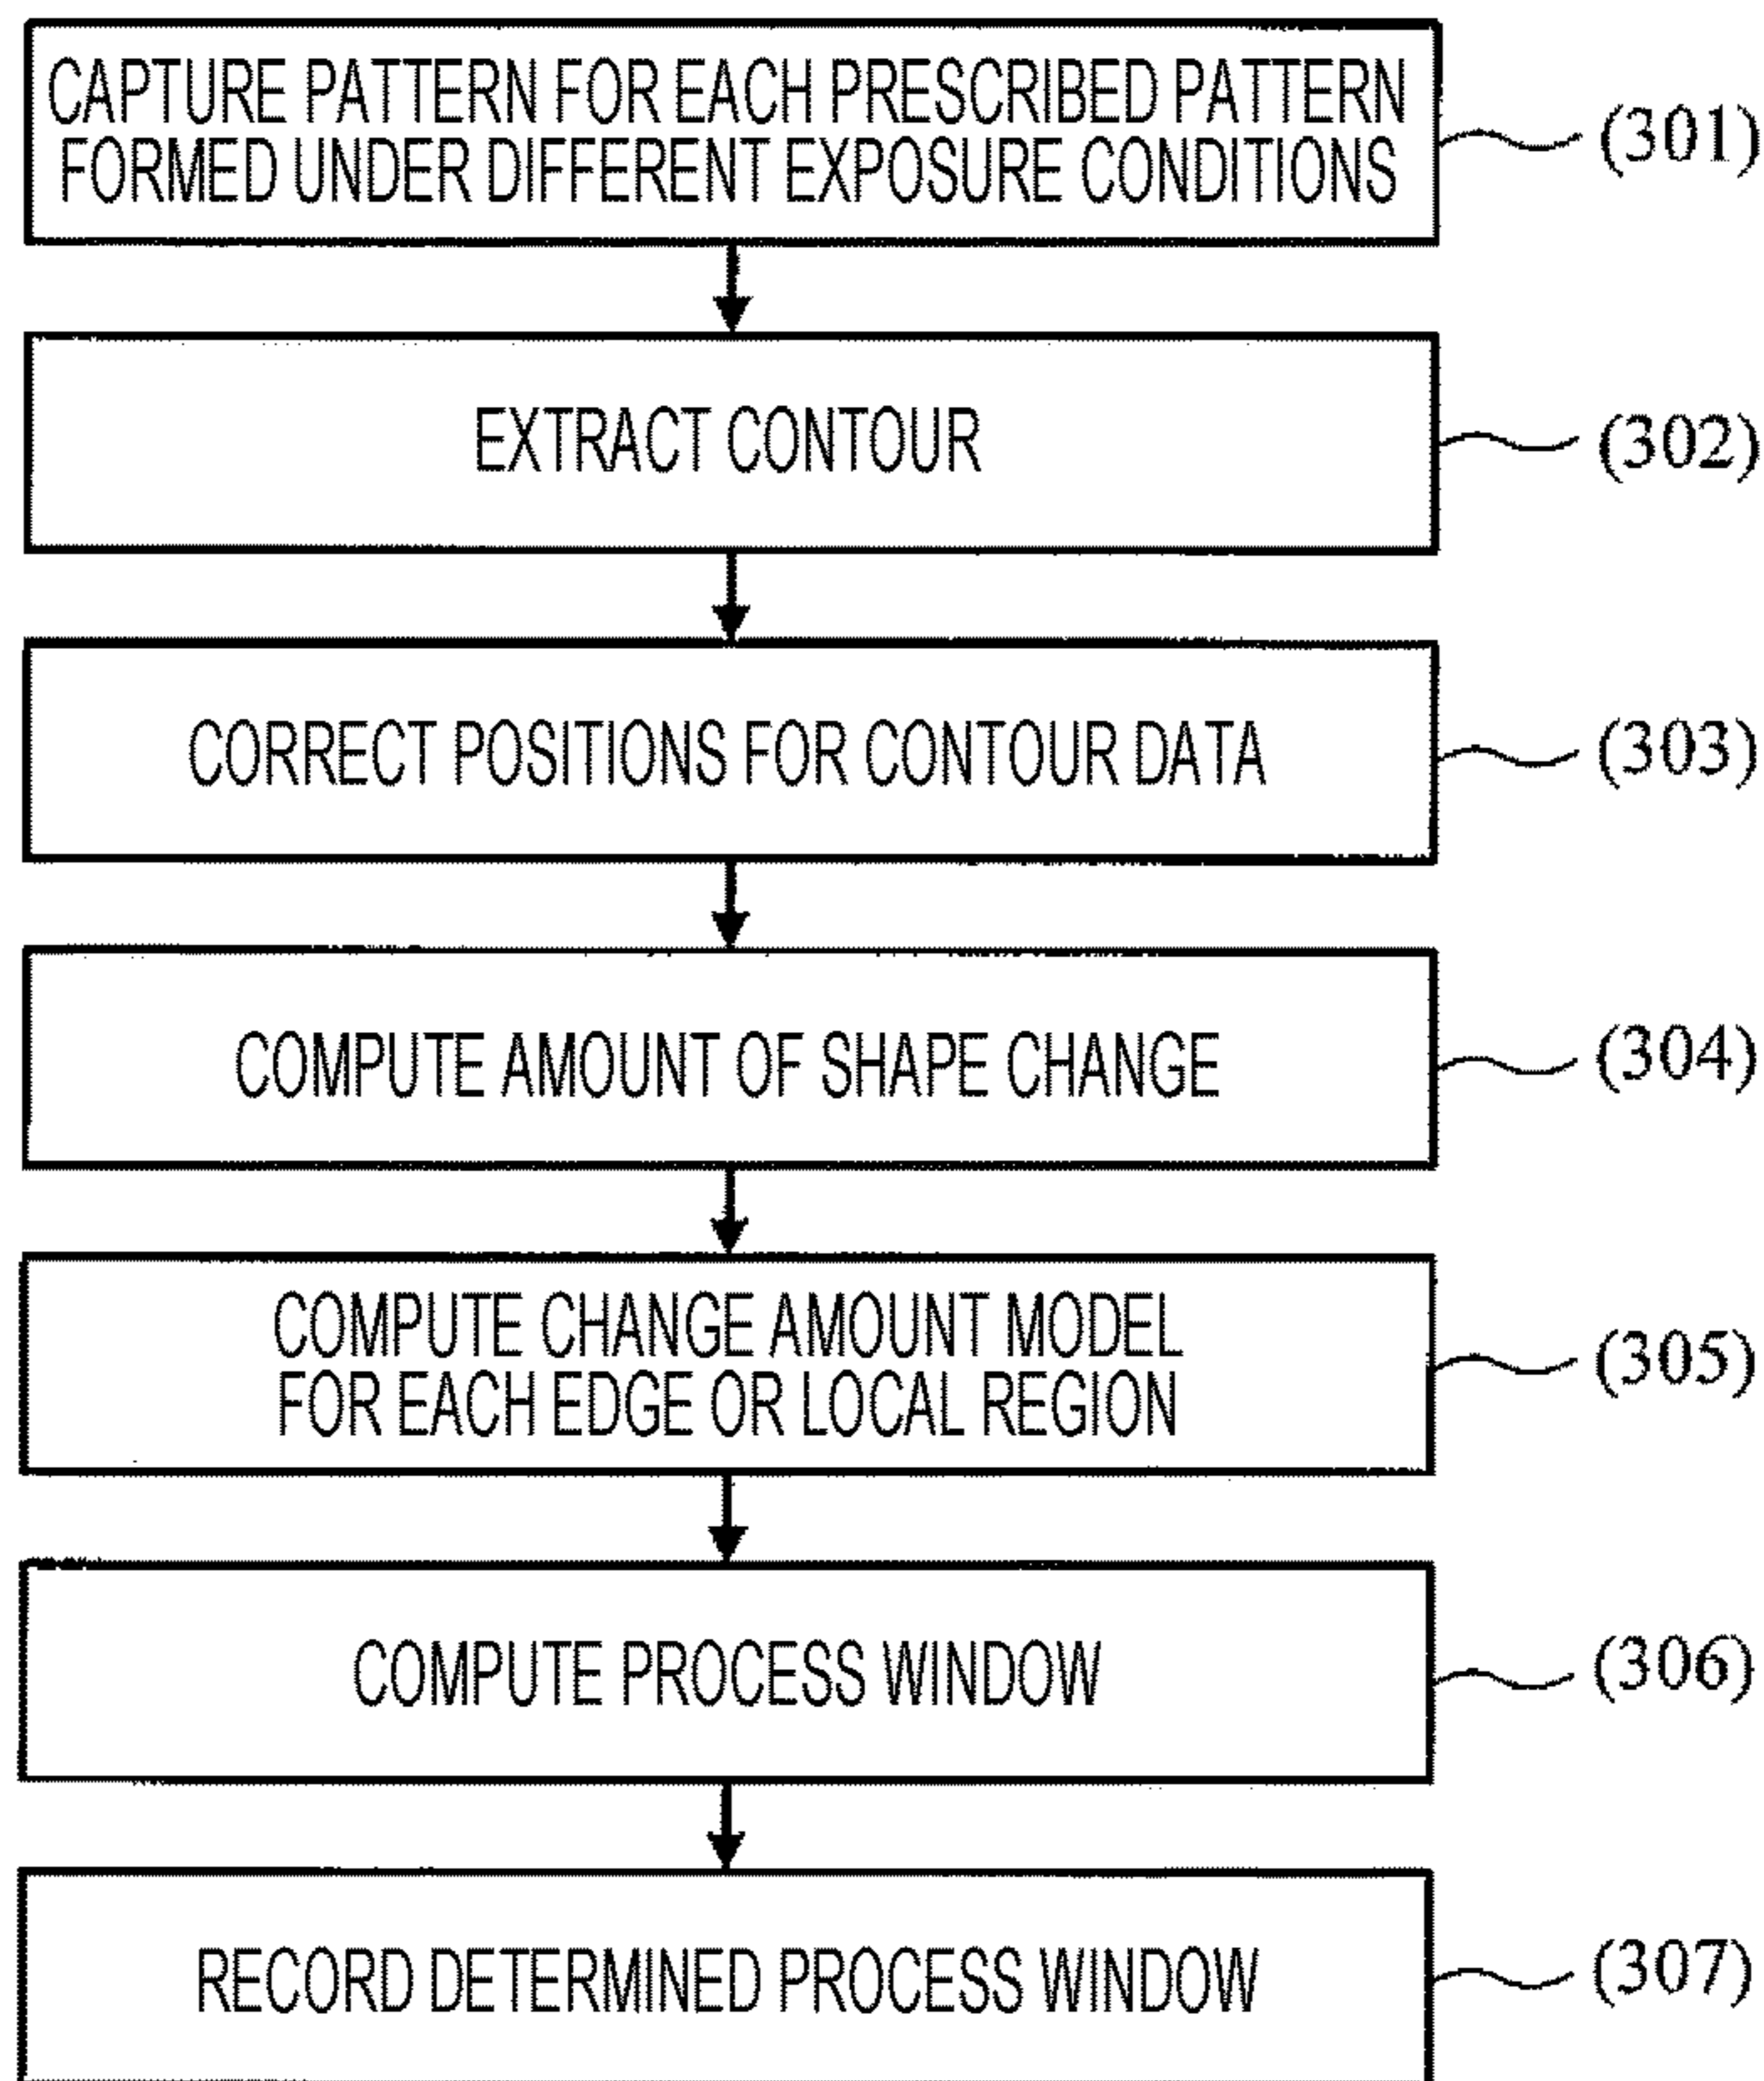 CAPTURE PATTERN FOR EACH PRESCRIBED PATTERN
FORMED UNDER DIFFERENT EXPOSURE CONDITIONS
(301)
EXTRACT CONTOUR
(302)
CORRECT POSITIONS FOR CONTOUR DATA
(303)
COMPUTE AMOUNT OF SHAPE CHANGE
(304)
COMPUTE CHANGE AMOUNT MODEL
FOR EACH EDGE OR LOCAL REGION
(305)
COMPUTE PROCESS WINDOW
(306)
RECORD DETERMINED PROCESS WINDOW
(307)